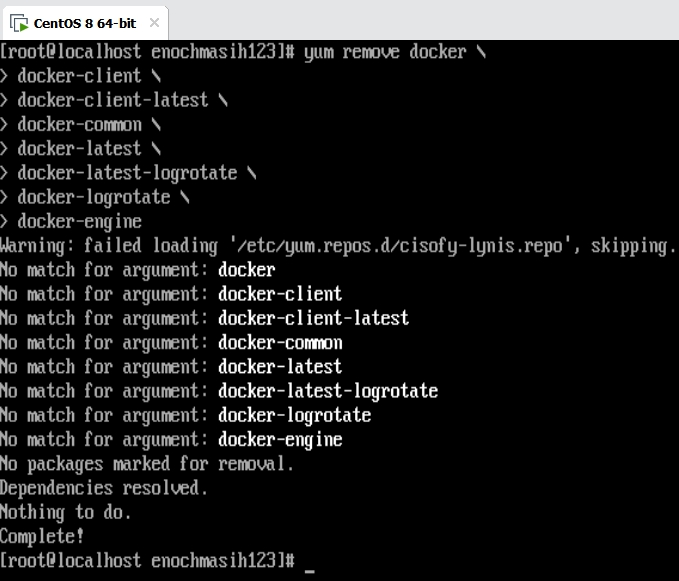 CentOS 8 64-bit
[root@localhost enochmasih123]# yum remove docker \
> docker-client \
> docker-client-latest \
> docker-common \
> docker-latest \
> docker-latest-logrotate \
> docker-logrotate \
> docker-engine
Warning: failed loading '/etc/yum.repos.d/cisofy-lynis.repo', skipping.
No match for argument: docker
No match for argument: docker-client
No match for argument: docker-client-latest
No match for argument: docker-common
No match for argument: docker-latest
No match for argument: docker-latest-logrotate
No match for argument: docker-logrotate
No match for argument: docker-engine
No packages marked for removal.
Dependencies resolved.
Nothing to do.
Complete!
[root@localhost enochmasih123]# _